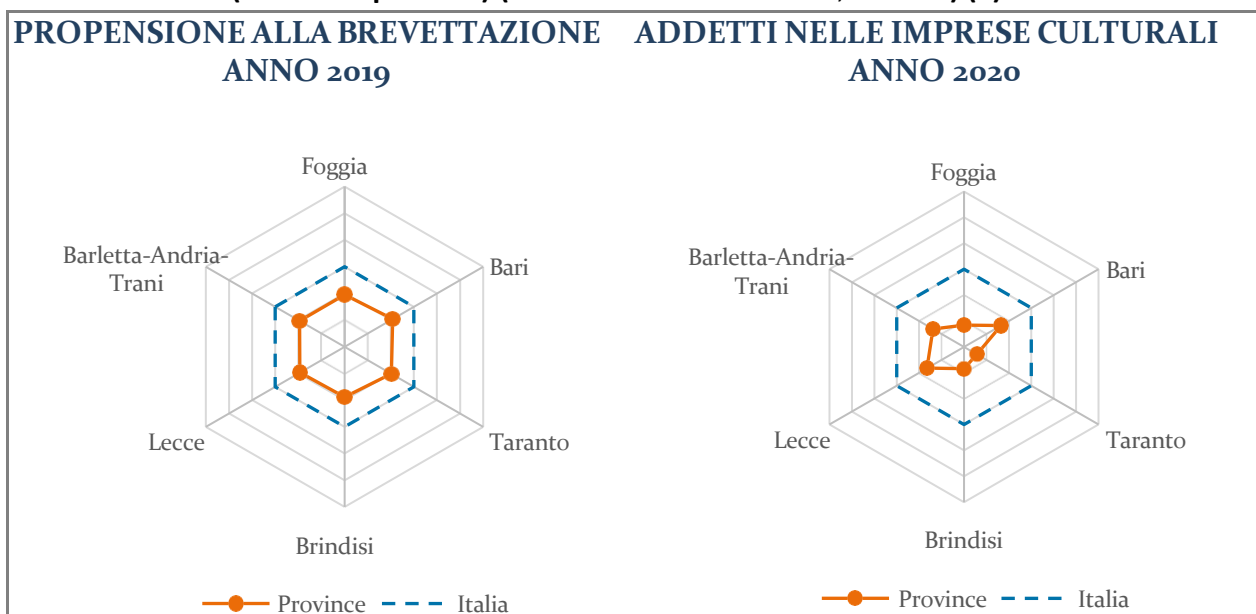 PROPENSIONE ALLA BREVETTAZIONE
ANNO 2019
Foggia
Barletta-Andria-
Trani
Bari
Lecce
Taranto
Brindisi
Province
Italia
ADDETTI NELLE IMPRESE CULTURALI
ANNO 2020
Foggia
Barletta-Andria-
Trani
Bari
Lecce
Taranto
Brindisi
Province
Italia